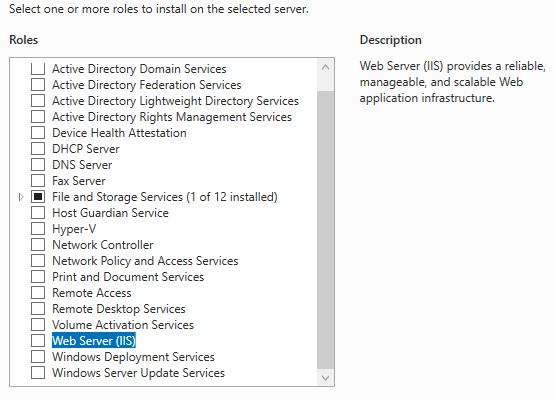 Select one or more roles to install on the selected server.
Roles
Active Directory Domain Services
Active Directory Federation Services
Active Directory Lightweight Directory Services
Active Directory Rights Management Services
Device Health Attestation
DHCP Server
DNS Server
Fax Server
File and Storage Services (1 of 12 installed)
Host Guardian Service
Hyper-V
Network Controller
Network Policy and Access Services
Print and Document Services
Remote Access
Remote Desktop Services
Volume Activation Services
Web Server (IIS)
Windows Deployment Services
Windows Server Update Services
Description
Web Server (IIS) provides a reliable,
manageable, and scalable Web
application infrastructure.